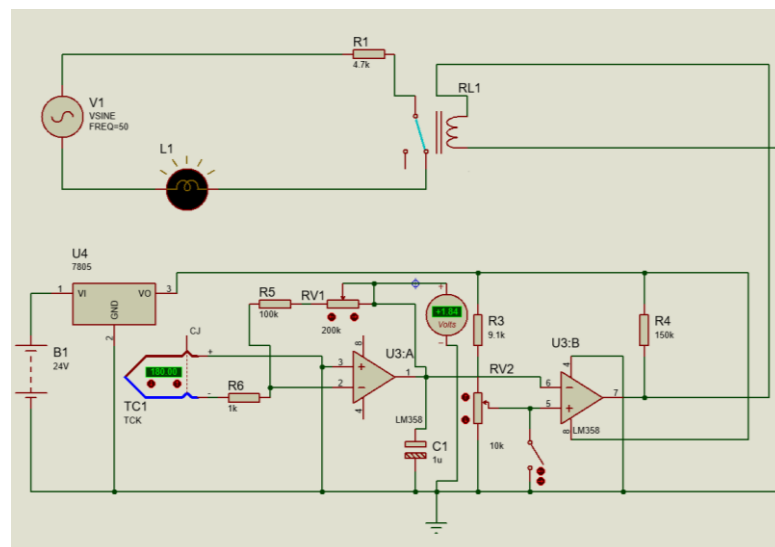 R1
4.7k
RL1
V1
VSINE
FREQ=50
L1
U4
7805
1
VI
VO
3
GND
2
CJ
R5
100k
RV1
200k
+
+1.84
Volts
−
R3
9.1k
R4
150k
B1
24V
180.00
+
-
TC1
TCK
R6
1k
8
3
+
2
−
1
4
U3:A
LM358
C1
1u
RV2
10k
U3:B
4
6
−
5
+
7
8
LM358